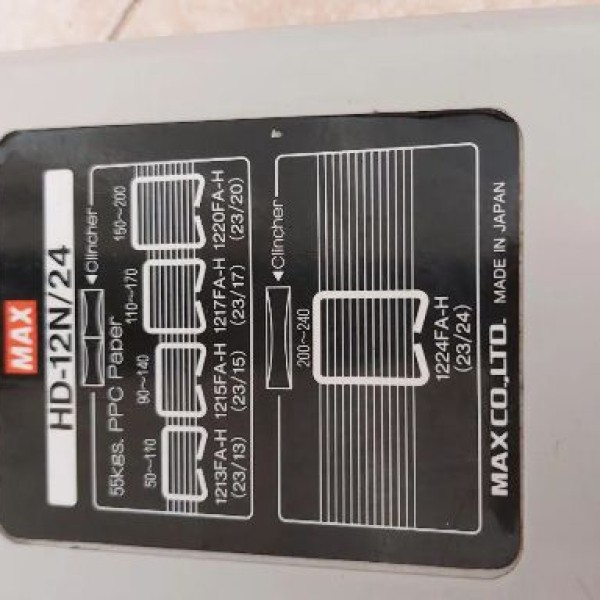 MAX
HD-12N/24
55kgs. PPC Paper
◄Clincher
50~110
90~140
110~170
150~200
1213FA-H
(23/13)
1215FA-H
(23/15)
1217FA-H
(23/17)
1220FA-H
(23/20)
◄Clincher
200~240
1224FA-H
(23/24)
MAX CO.,LTD. MADE IN JAPAN